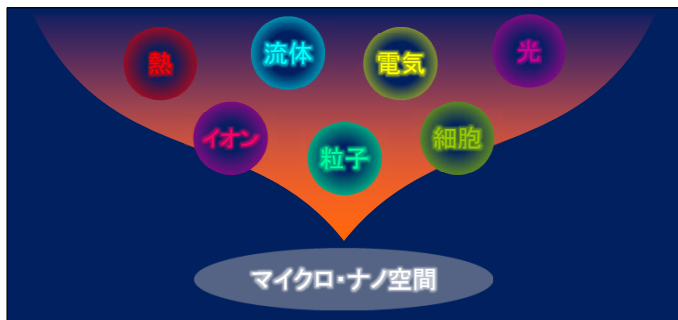 熱
流体
電気
光
イオン
粒子
細胞
マイクロ・ナノ空間